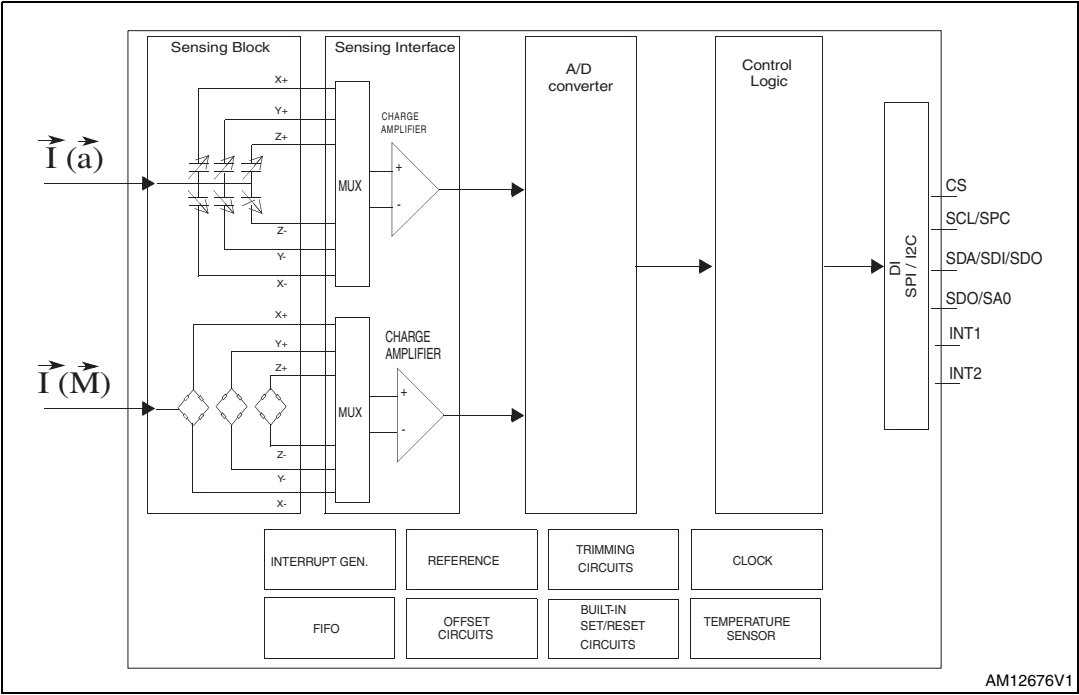 Sensing Block
Sensing Interface
A/D
converter
Control
Logic
X+
Y+
Z+
CHARGE
AMPLIFIER
I (a)
MUX
+
-
Z-
Y-
X-
X+
Y+
Z+
CHARGE
AMPLIFIER
I (M)
MUX
+
-
Z-
Y-
X-
DI
SPI / I2C
CS
SCL/SPC
SDA/SDI/SDO
SDO/SA0
INT1
INT2
INTERRUPT GEN.
REFERENCE
TRIMMING
CIRCUITS
CLOCK
FIFO
OFFSET
CIRCUITS
BUILT-IN
SET/RESET
CIRCUITS
TEMPERATURE
SENSOR
AM12676V1